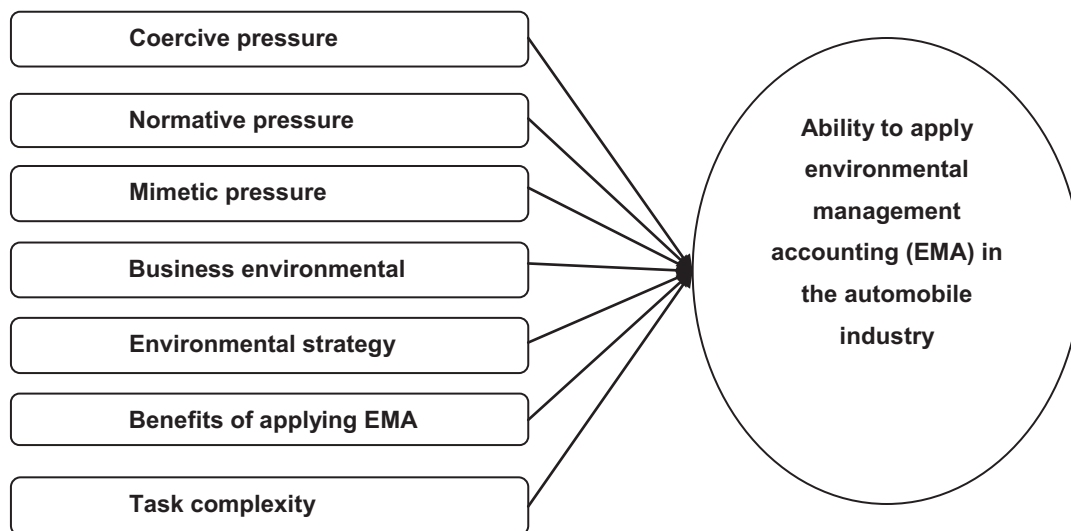 Coercive pressure
Normative pressure
Mimetic pressure
Business environmental
Environmental strategy
Benefits of applying EMA
Task complexity
Ability to apply
environmental
management
accounting (EMA) in
the automobile
industry